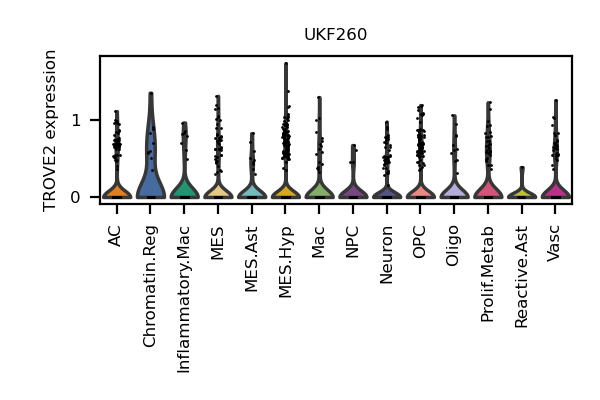 UKF260
TROVE2 expression
1
0
AC
Chromatin.Reg
Inflammatory.Mac
MES
MES.Ast
MES.Hyp
Mac
NPC
Neuron
OPC
Oligo
Prolif.Metab
Reactive.Ast
Vasc